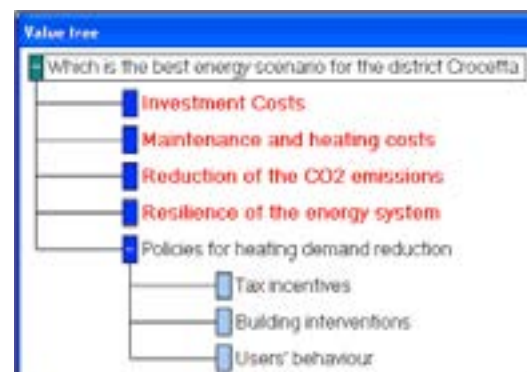 Value tree
Which is the best energy scenario for the district Crocetta
Investment Costs
Maintenance and heating costs
Reduction of the CO2 emissions
Resilience of the energy system
Policies for heating demand reduction
Tax incentives
Building interventions
Users' behaviour